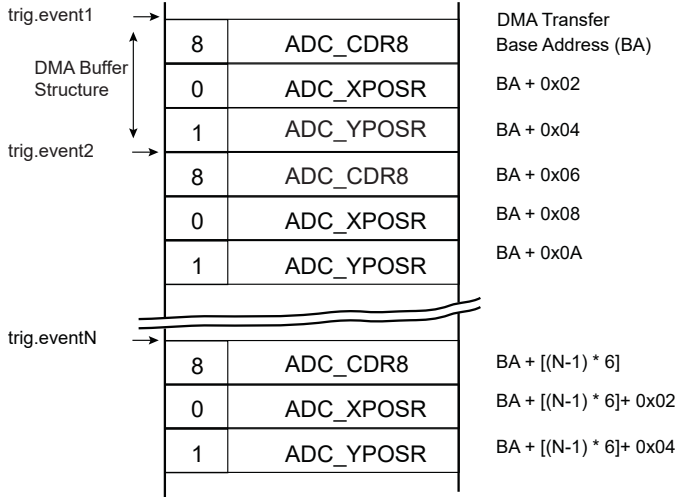 trig.event1
DMA Transfer
8 ADC_CDR8 Base Address (BA)
DMA Buffer
Structure
0 ADC_XPOSR BA + 0x02
1 ADC_YPOSR BA + 0x04
trig.event2
8 ADC_CDR8 BA + 0x06
0 ADC_XPOSR BA + 0x08
1 ADC_YPOSR BA + 0x0A
trig.eventN
8 ADC_CDR8 BA + [(N-1) * 6]
0 ADC_XPOSR BA + [(N-1) * 6]+ 0x02
1 ADC_YPOSR BA + [(N-1) * 6]+ 0x04